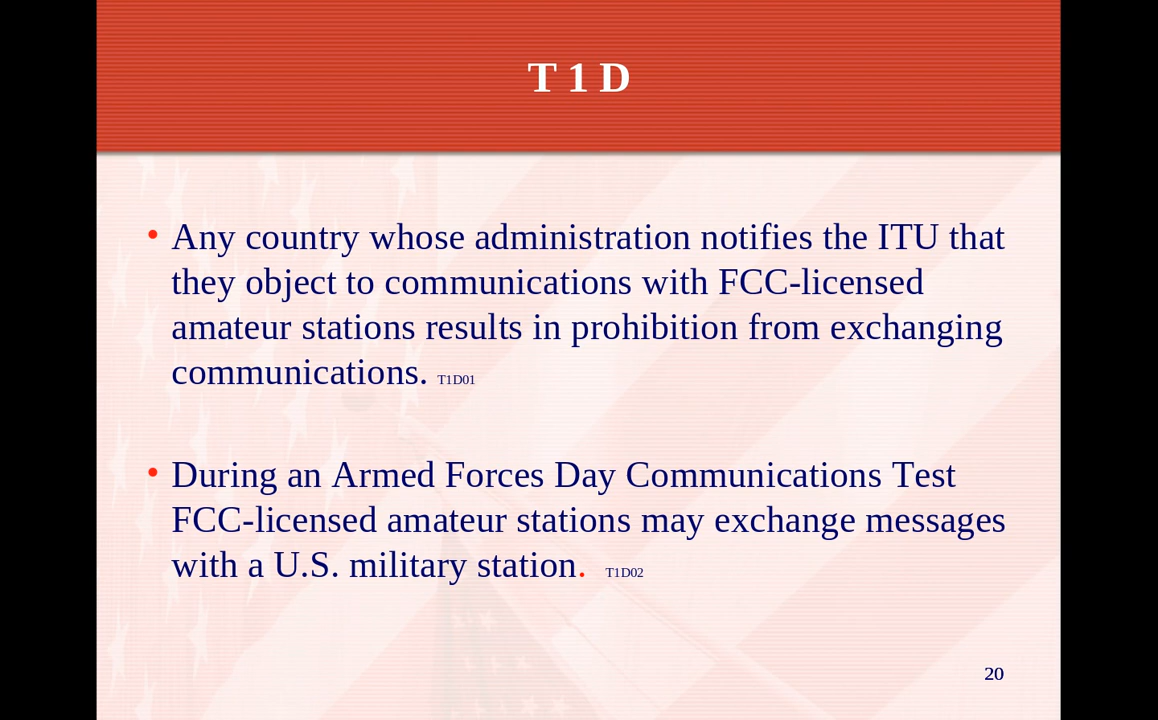 T 1 D
• Any country whose administration notifies the ITU that
they object to communications with FCC-licensed
amateur stations results in prohibition from exchanging
communications. T1D01
• During an Armed Forces Day Communications Test
FCC-licensed amateur stations may exchange messages
with a U.S. military station. T1D02
20